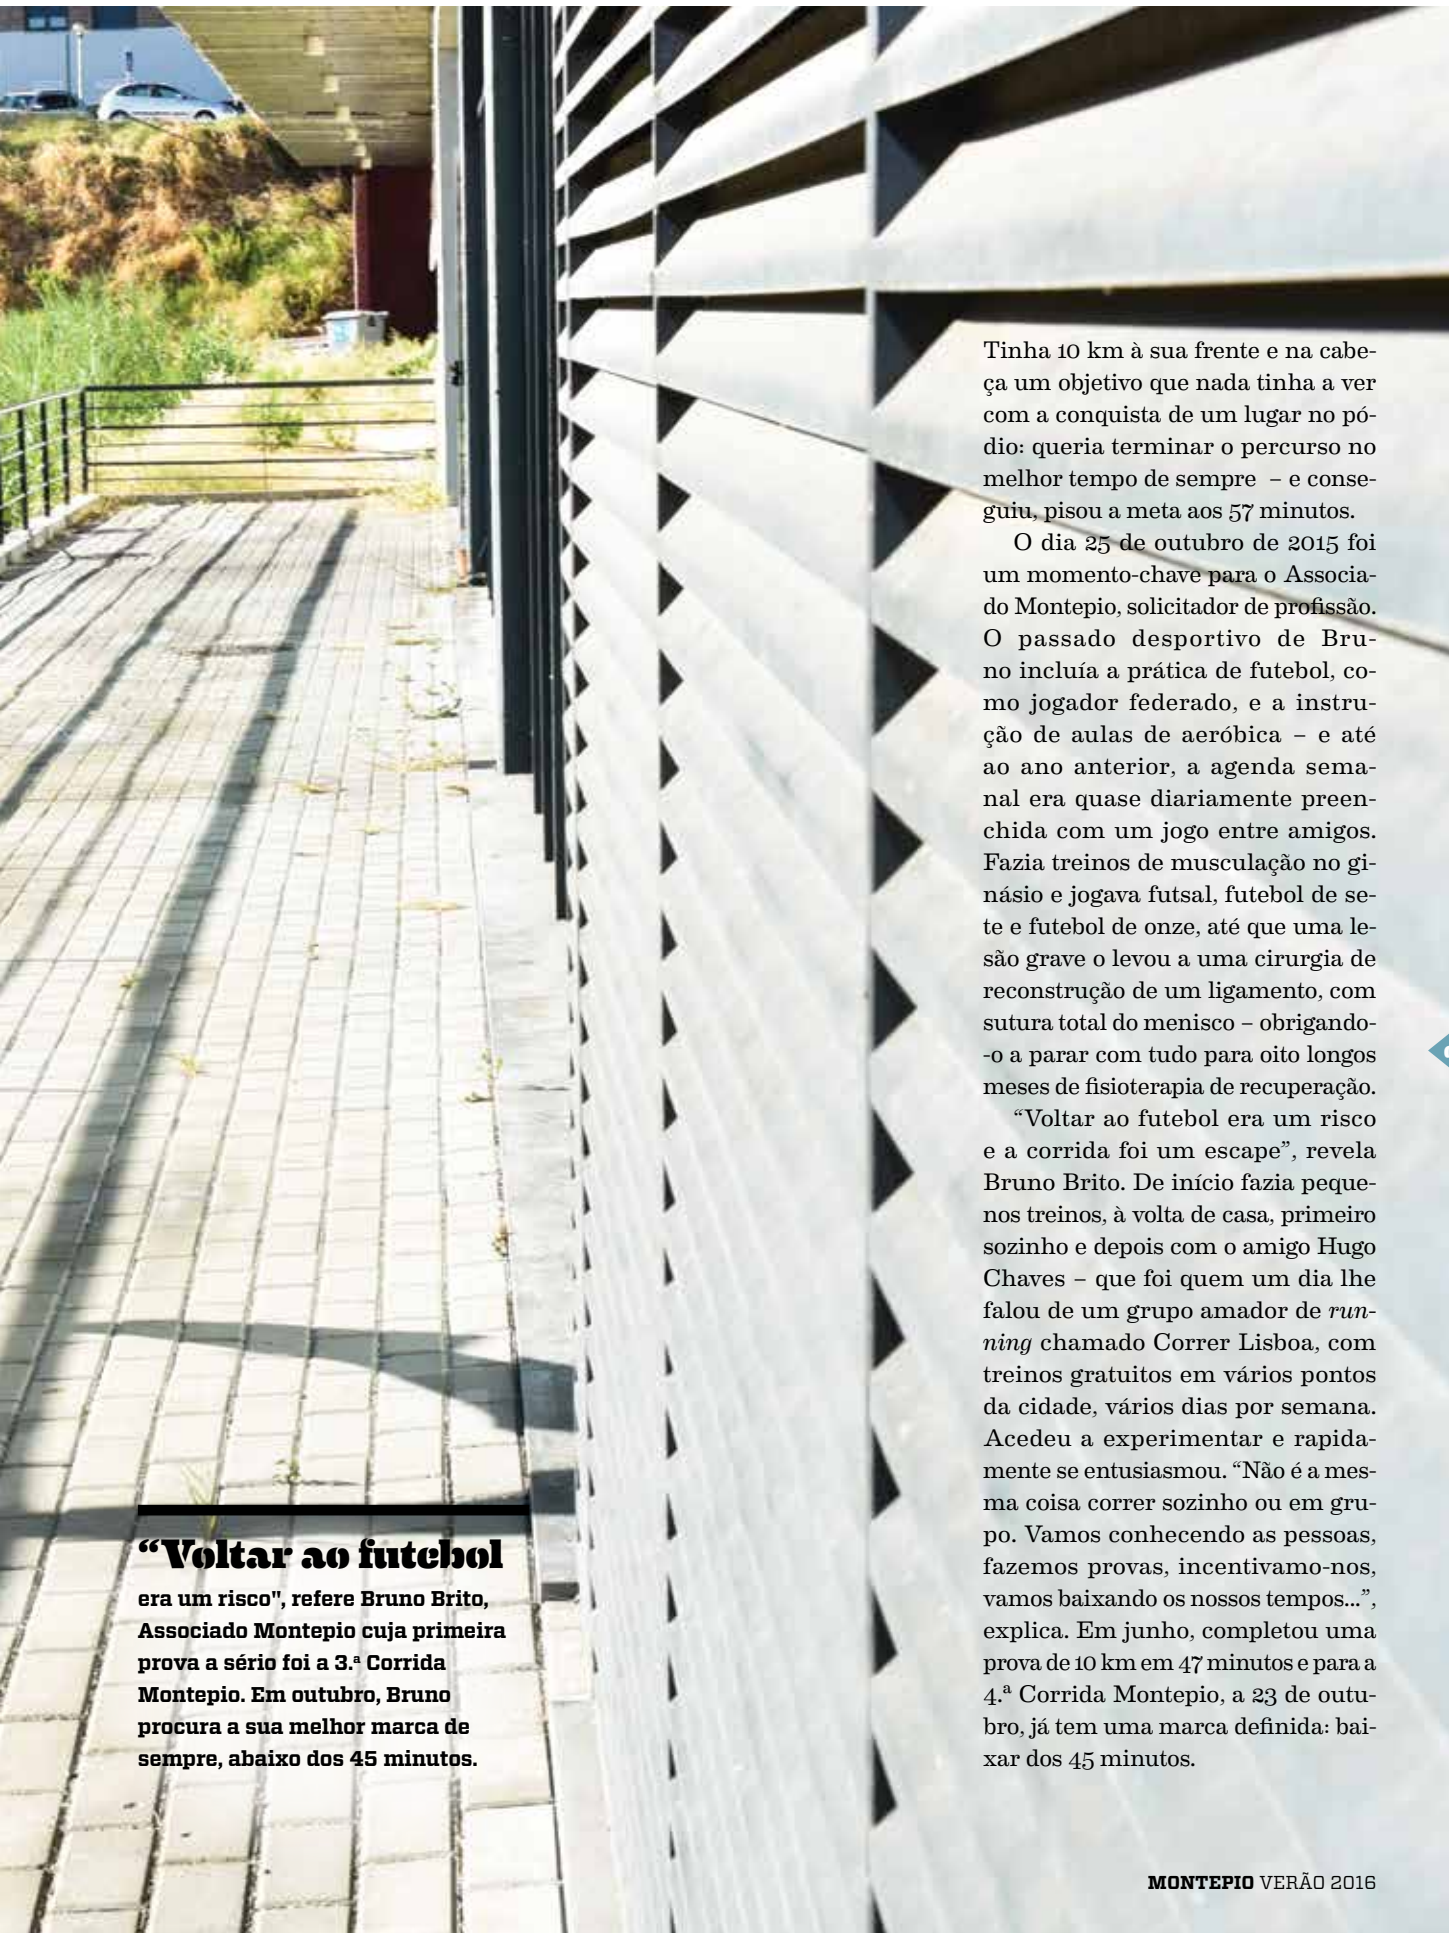 Tinha 10 km à sua frente e na cabe-
ça um objetivo que nada tinha a ver
com a conquista de um lugar no pó-
dio: queria terminar o percurso no
melhor tempo de sempre – e conse-
guiu, pisou a meta aos 57 minutos.
O dia 25 de outubro de 2015 foi
um momento-chave para o Associa-
do Montepio, solicitador de profissão.
O passado desportivo de Bru-
no incluía a prática de futebol, co-
mo jogador federado, e a instru-
ção de aulas de aeróbica – e até
ao ano anterior, a agenda sema-
nal era quase diariamente preen-
chida com um jogo entre amigos.
Fazia treinos de musculação no gi-
násio e jogava futsal, futebol de se-
te e futebol de onze, até que uma le-
são grave o levou a uma cirurgia de
reconstrução de um ligamento, com
sutura total do menisco – obrigando-
-o a parar com tudo para oito longos
meses de fisioterapia de recuperação.
“Voltar ao futebol era um risco
e a corrida foi um escape”, revela
Bruno Brito. De início fazia peque-
nos treinos, à volta de casa, primeiro
sozinho e depois com o amigo Hugo
Chaves – que foi quem um dia lhe
falou de um grupo amador de run-
ning chamado Correr Lisboa, com
treinos gratuitos em vários pontos
da cidade, vários dias por semana.
Acedeu a experimentar e rapida-
mente se entusiasmou. “Não é a mes-
ma coisa correr sozinho ou em gru-
po. Vamos conhecendo as pessoas,
fazemos provas, incentivamo-nos,
vamos baixando os nossos tempos...”,
explica. Em junho, completou uma
prova de 10 km em 47 minutos e para a
4.ª Corrida Montepio, a 23 de outu-
bro, já tem uma marca definida: bai-
xar dos 45 minutos.
“Voltar ao futebol
era um risco", refere Bruno Brito,
Associado Montepio cuja primeira
prova a sério foi a 3.ª Corrida
Montepio. Em outubro, Bruno
procura a sua melhor marca de
sempre, abaixo dos 45 minutos.
MONTEPIO VERÃO 2016